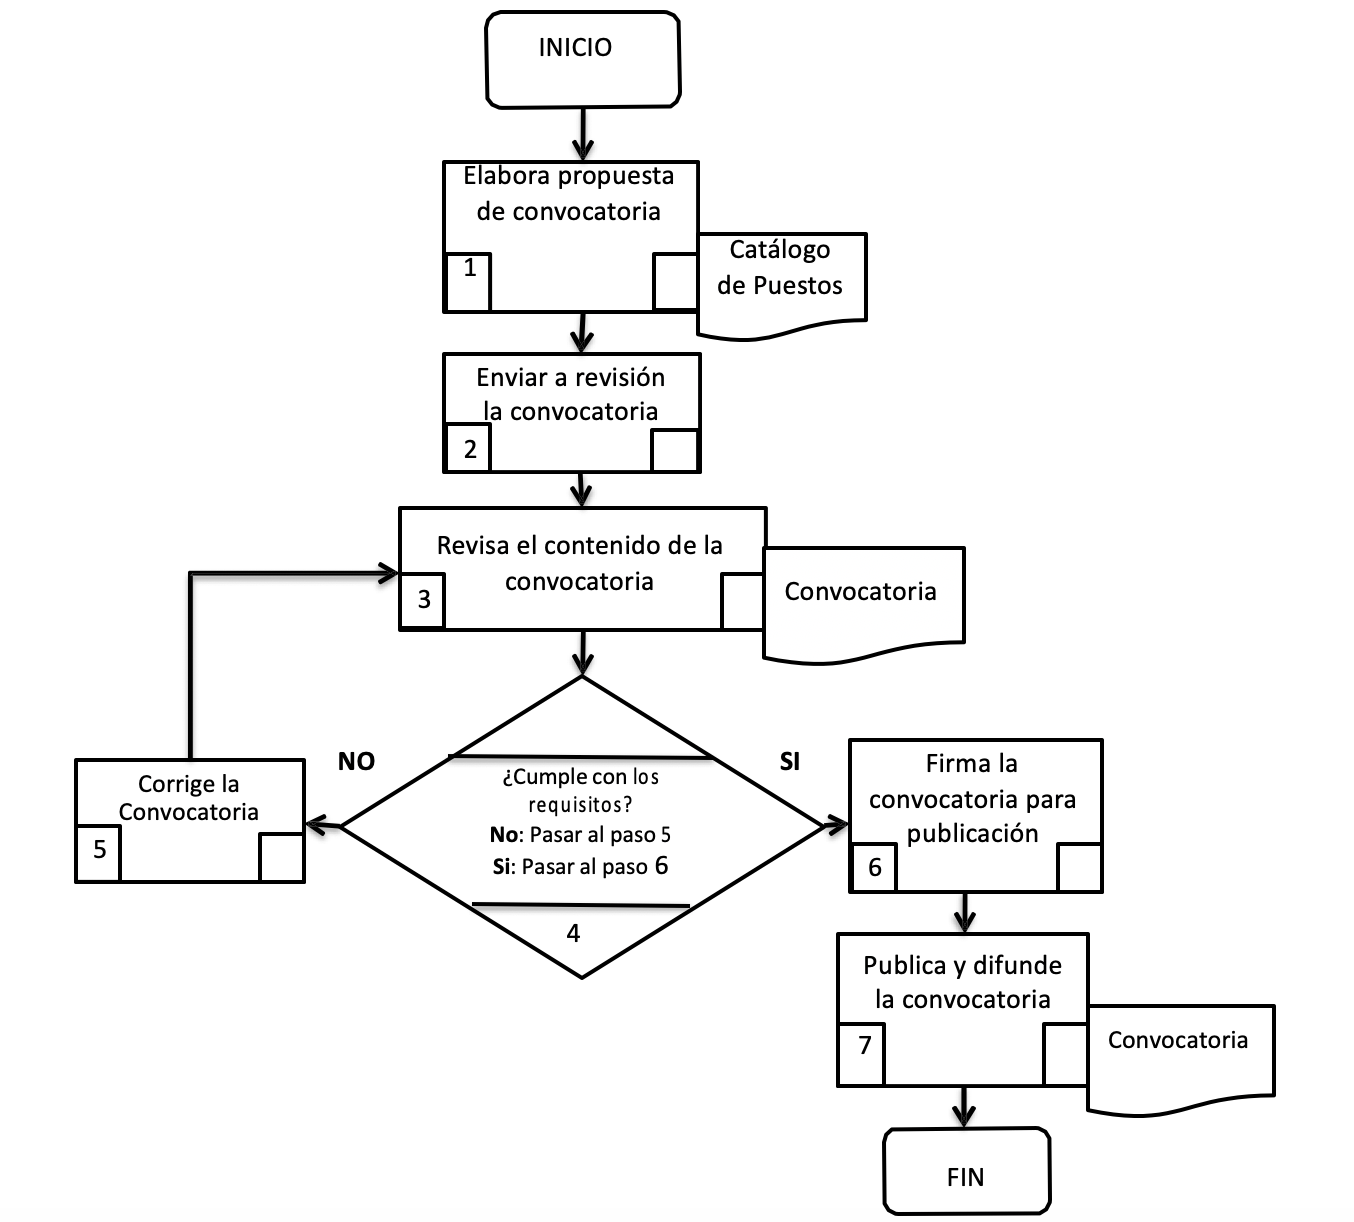 INICIO
Elabora propuesta
de convocatoria
1
Catálogo
de Puestos
Enviar a revisión
la convocatoria
2
Revisa el contenido de la
convocatoria
3
Convocatoria
NO
SI
¿Cumple con los
requisitos?
No: Pasar al paso 5
Si: Pasar al paso 6
4
Corrige la
Convocatoria
5
Firma la
convocatoria para
publicación
6
Publica y difunde
la convocatoria
7
Convocatoria
FIN